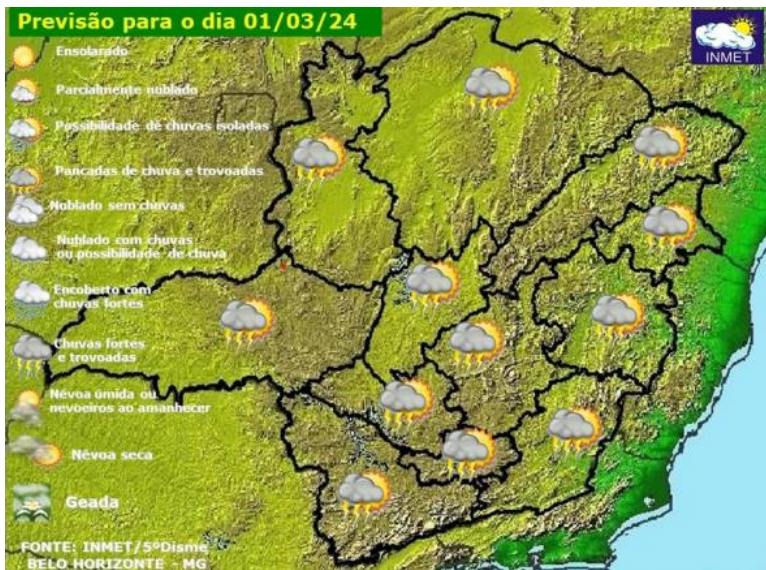 Previsão para o dia 01/03/24
INMET
Ensolarado
Parcialmente nublado
Possibilidade de chuvas isoladas
Pancadas de chuva e trovoadas
Nublado sem chuvas
Nublado com chuvas
ou possibilidade de chuva
Encoberto com
chuvas fortes
Chuvas fortes
e trovoadas
Névoa úmida ou
nevoeiros ao amanhecer
Névoa seca
Geada
FONTE: INMET/5ºDisme
BELO HORIZONTE - MG